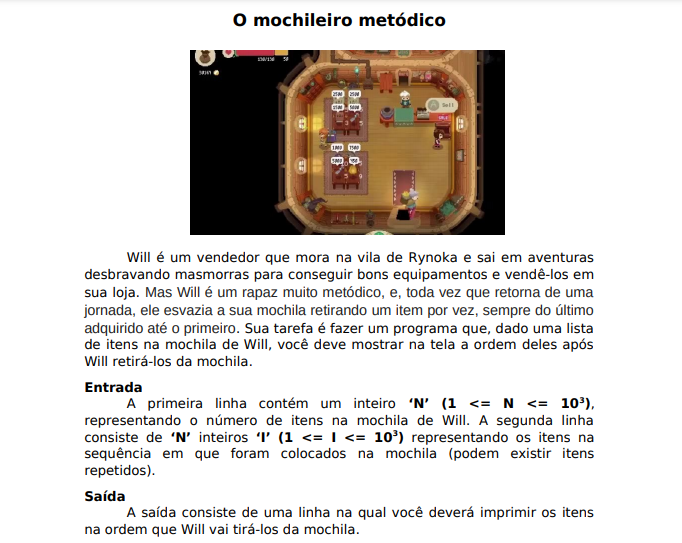 O mochileiro metódico
2500 2500
Sell
Will é um vendedor que mora na vila de Rynoka e sai em aventuras
desbravando masmorras para conseguir bons equipamentos e vendê-los em
sua loja. Mas Will é um rapaz muito metódico, e, toda vez que retorna de uma
jornada, ele esvazia a sua mochila retirando um item por vez, sempre do último
adquirido até o primeiro. Sua tarefa é fazer um programa que, dado uma lista
de itens na mochila de Will, você deve mostrar na tela a ordem deles após
Will retirá-los da mochila.
Entrada
A primeira linha contém um inteiro ‘N’ (1 <= N <= 10³),
representando o número de itens na mochila de Will. A segunda linha
consiste de ‘N’ inteiros ‘I’ (1 <= I <= 10³) representando os itens na
sequência em que foram colocados na mochila (podem existir itens
repetidos).
Saída
A saída consiste de uma linha na qual você deverá imprimir os itens
na ordem que Will vai tirá-los da mochila.